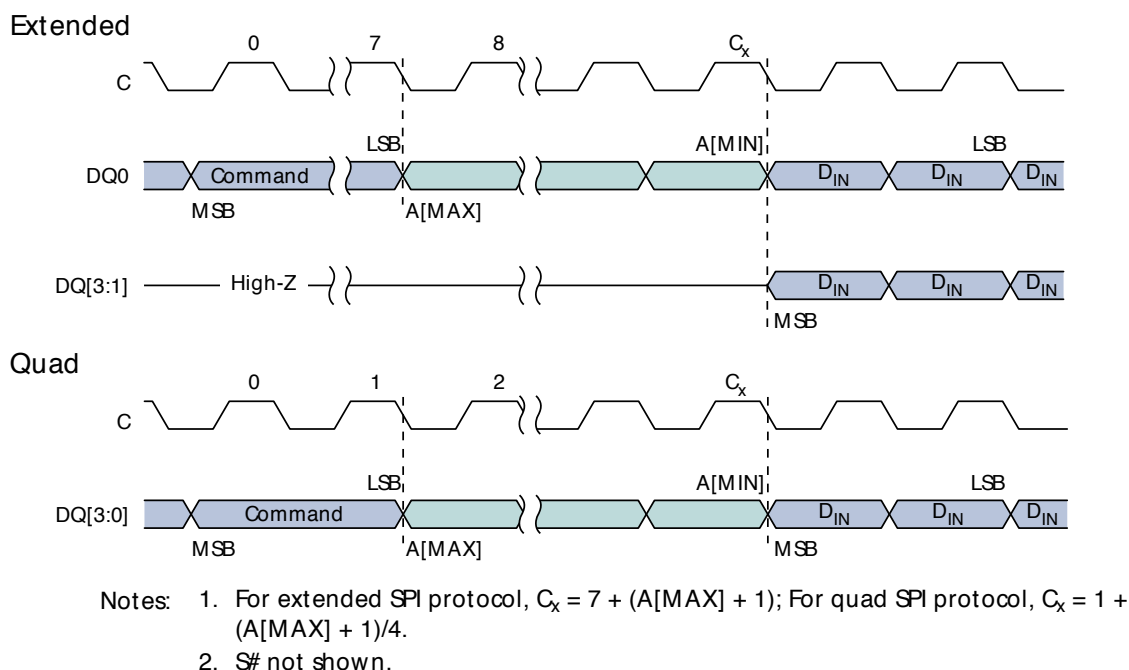 Extended
0 7 8 Cx
C
LSB A[MIN] LSB
DQ0 Command DIN DIN DIN
MSB A[MAX]
DQ[3:1] High-Z DIN DIN DIN
MSB
Quad
0 1 2 Cx
C
LSB A[MIN] LSB
DQ[3:0] Command DIN DIN DIN
MSB A[MAX] MSB
Notes: 1. For extended SPI protocol, Cx = 7 + (A[MAX] + 1); For quad SPI protocol, Cx = 1 +
(A[MAX] + 1)/4.
2. S# not shown.